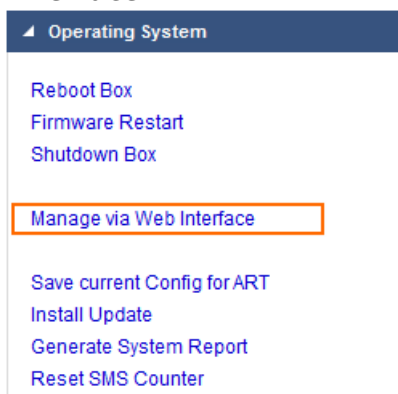 Operating System
Reboot Box
Firmware Restart
Shutdown Box
Manage via Web Interface
Save current Config for ART
Install Update
Generate System Report
Reset SMS Counter